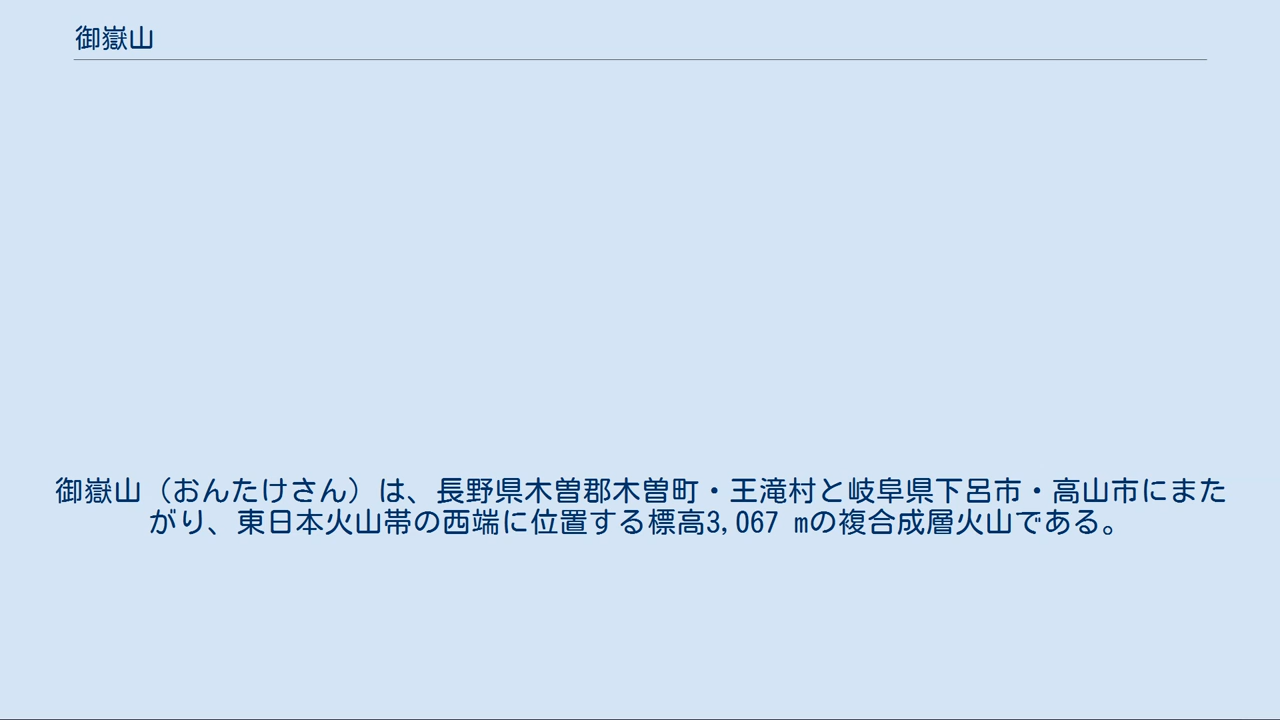 御嶽山
御嶽山（おんたけさん）は、長野県木曽郡木曽町・王滝村と岐阜県下呂市・高山市にまた
がり、東日本火山帯の西端に位置する標高3,067 mの複合成層火山である。